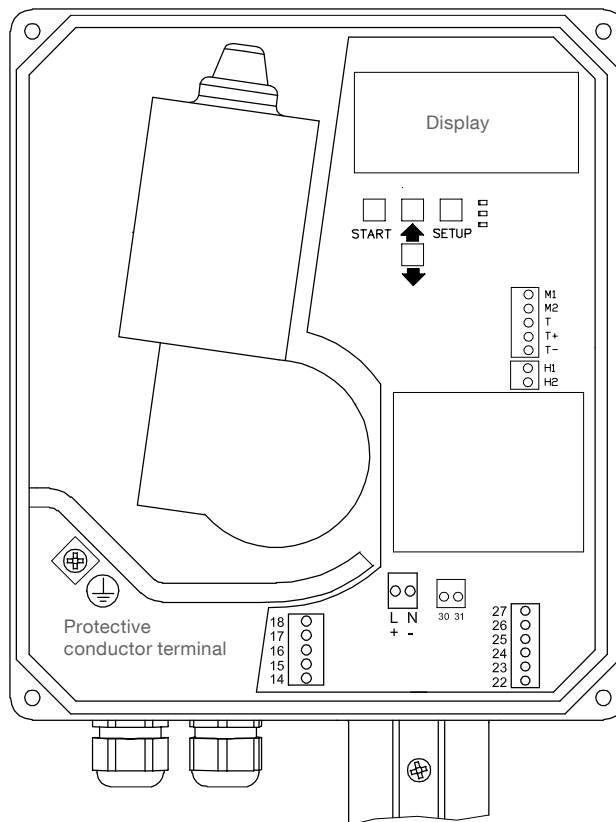 Display
START SETUP
M1
M2
T
T+
T-
H1
H2
L N
+ -
30 31
Protective
conductor terminal
18
17
16
15
14
27
26
25
24
23
22